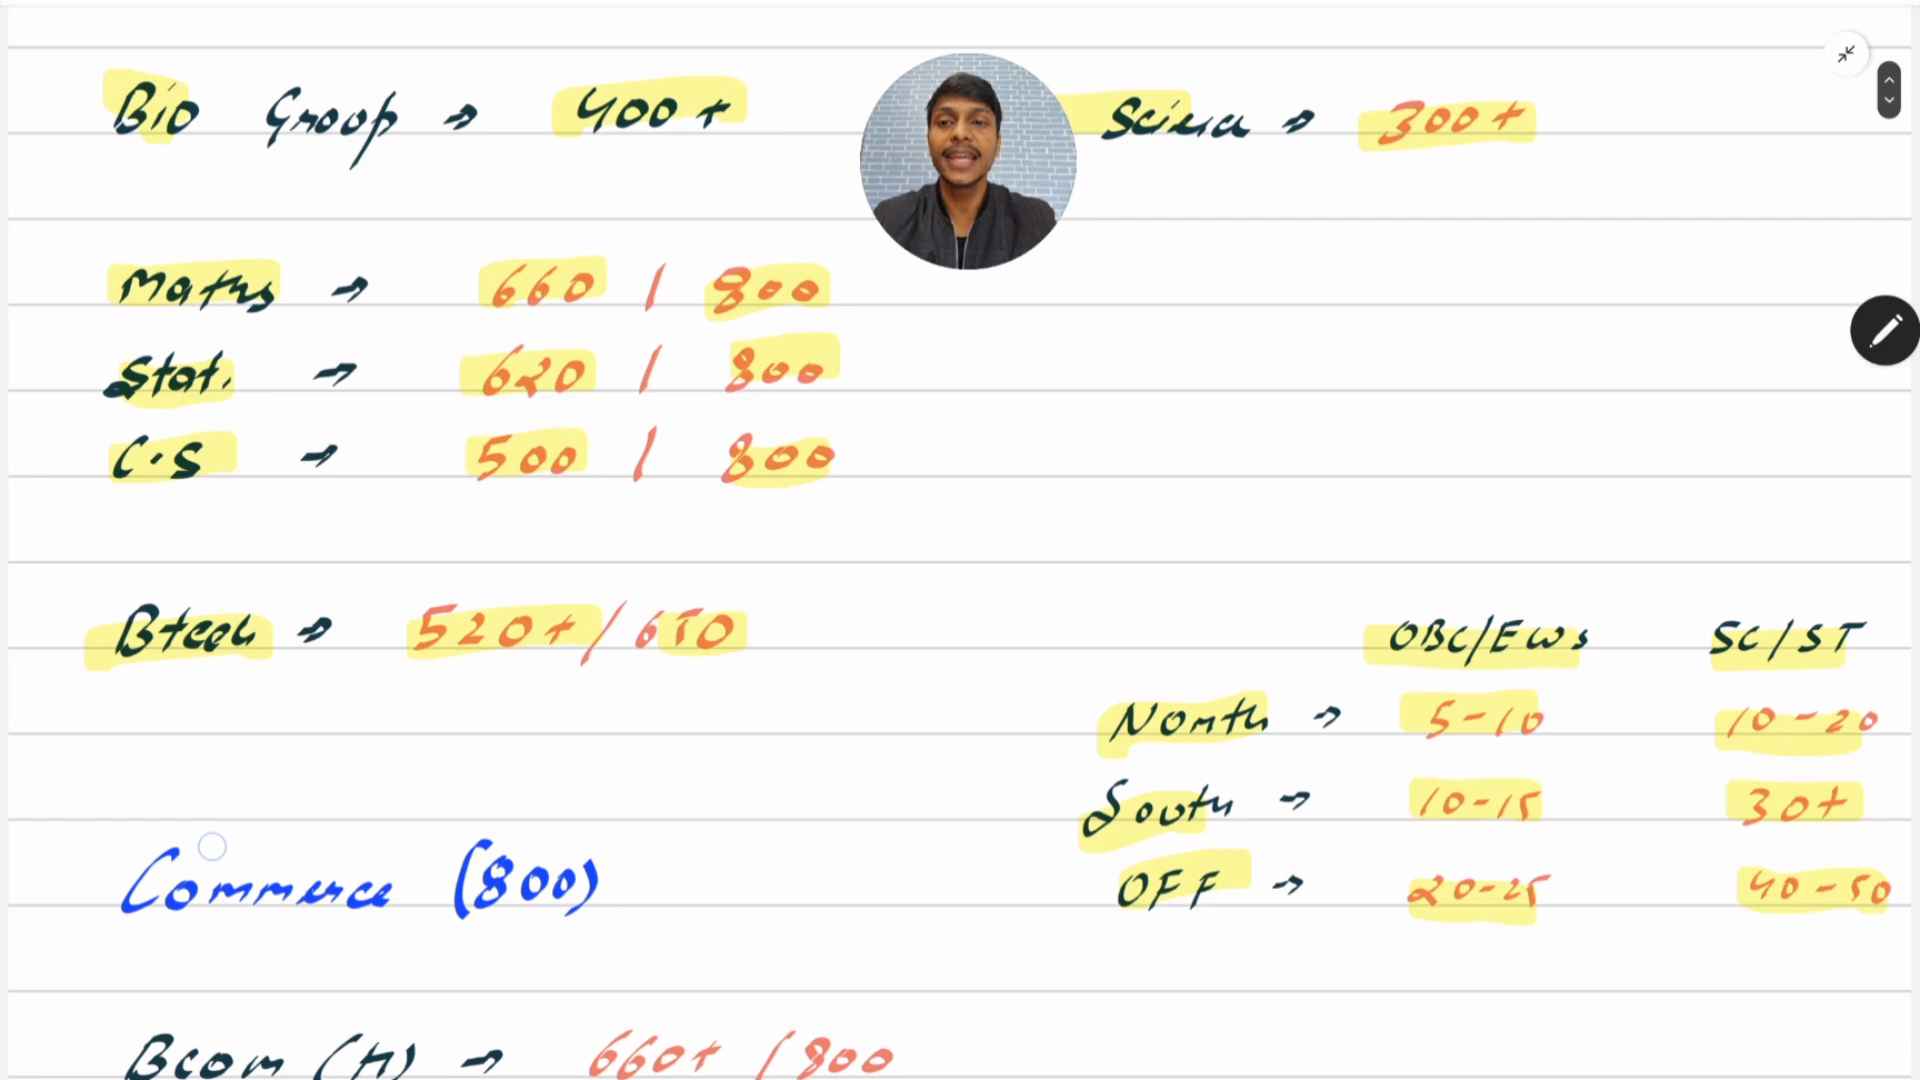 Bio Group → 400+
Science → 300+
Maths → 660 / 800
Stat. → 620 / 800
C.S → 500 / 800
Btech → 520+ / 650
OBC/EWS SC/ST
North → 5-10 10-20
South → 10-15 30+
OFF → 20-25 40-50
Commerce (800)
Bcom (H) → 660+ / 800